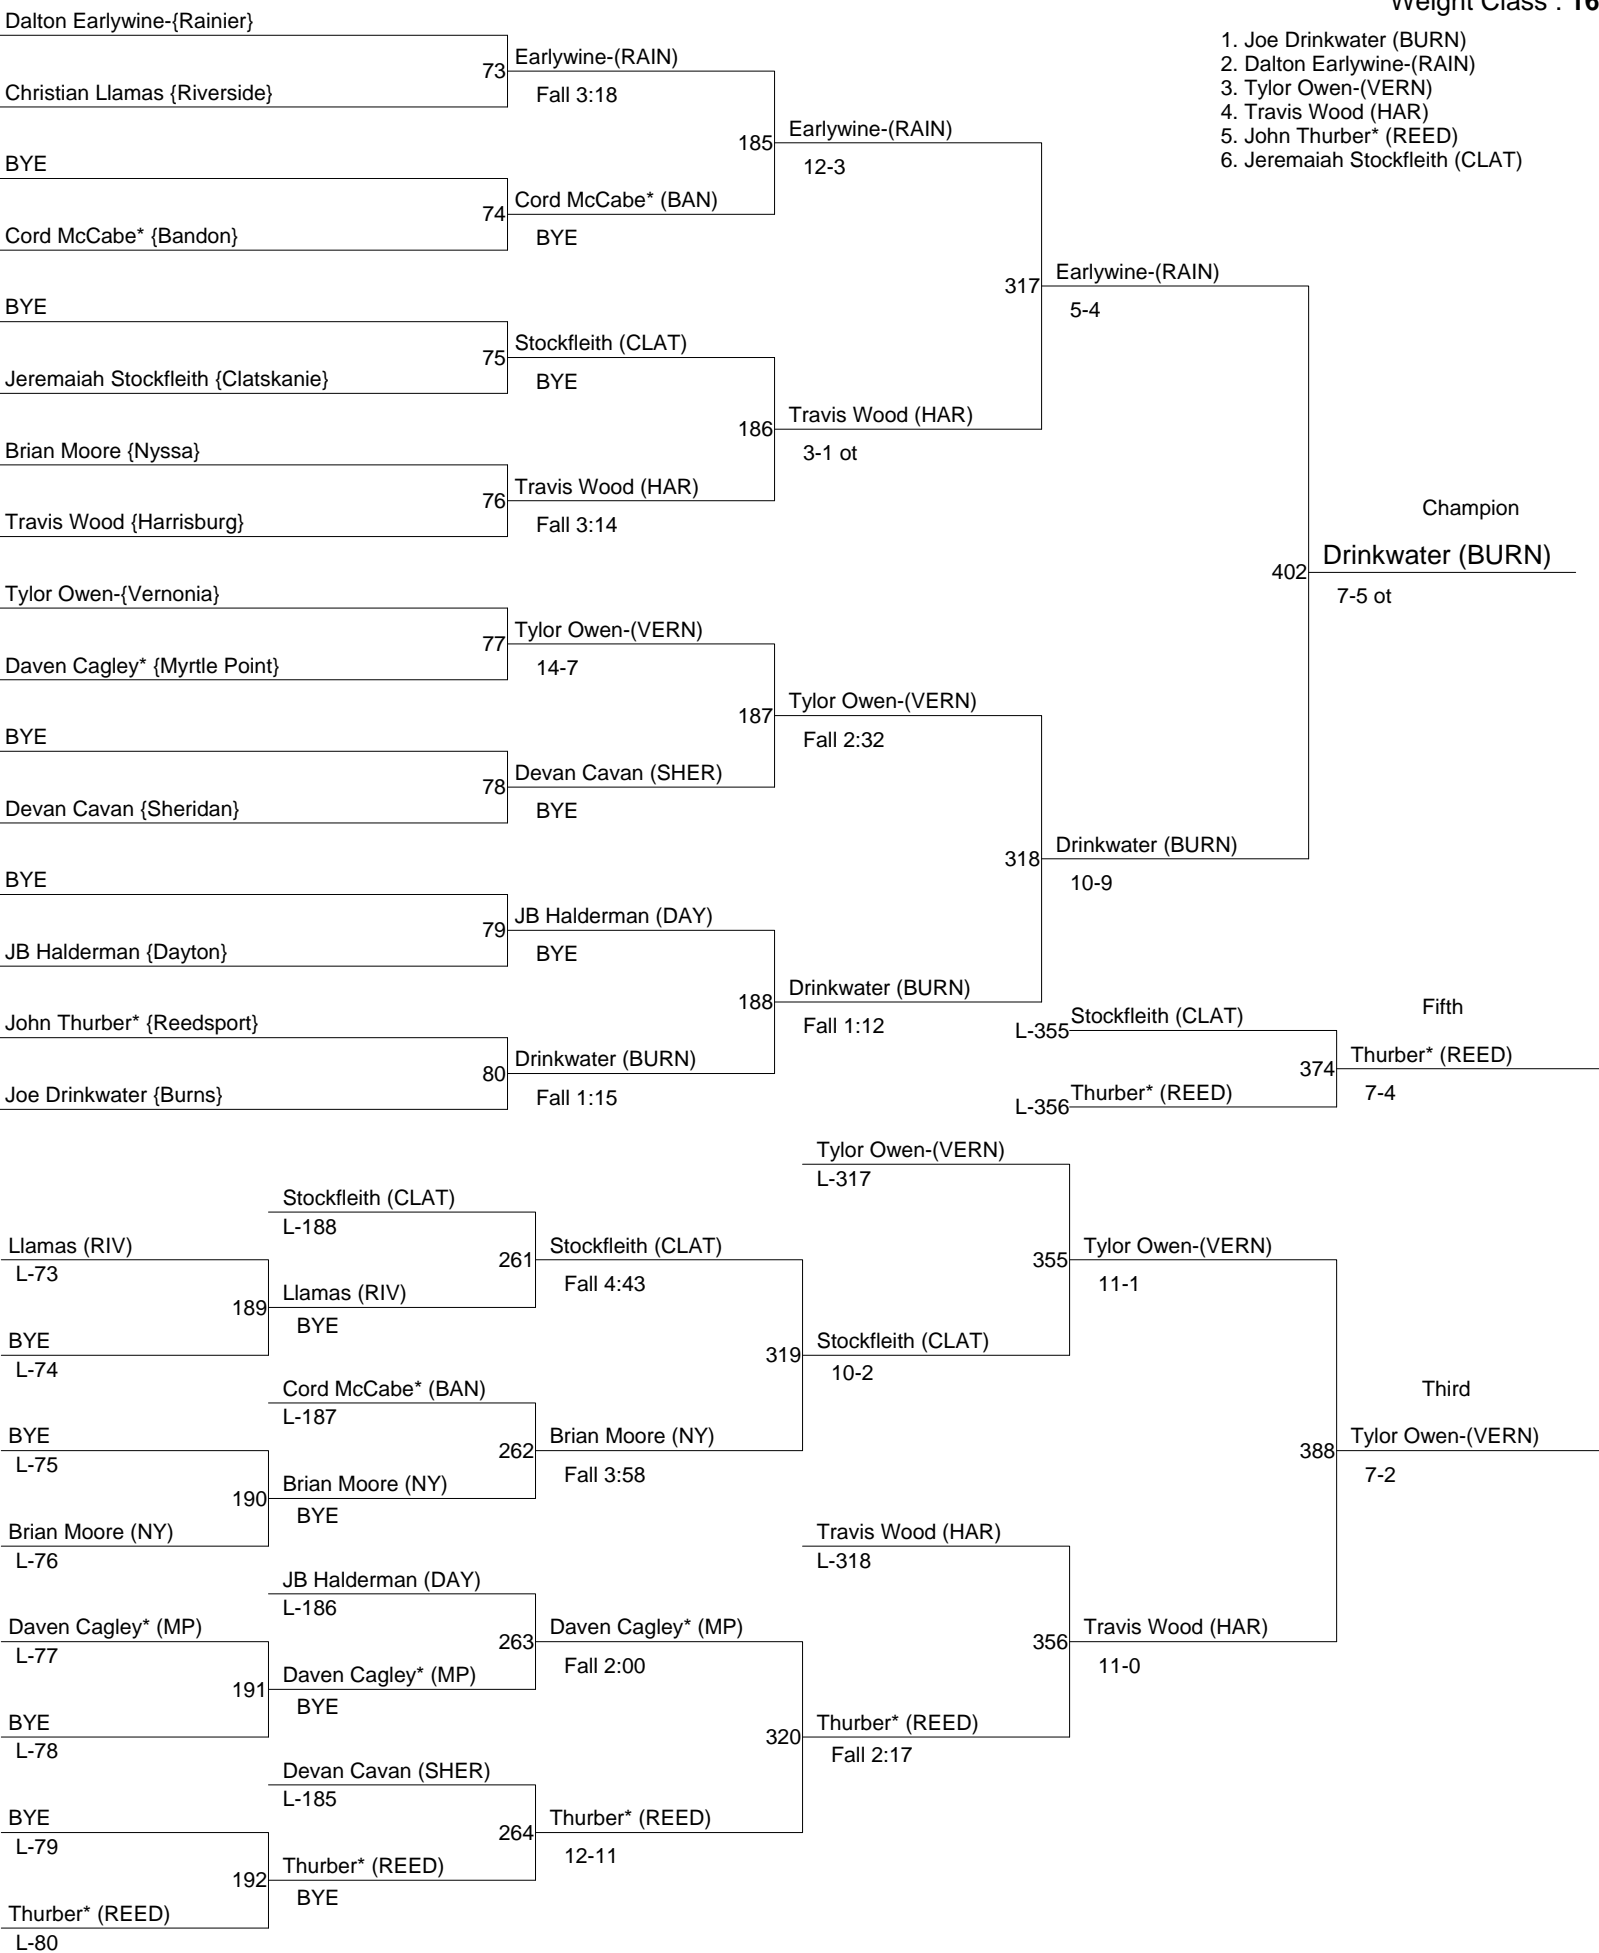 Weight Class : 16
1. Joe Drinkwater (BURN)
2. Dalton Earlywine-(RAIN)
3. Tylor Owen-(VERN)
4. Travis Wood (HAR)
5. John Thurber* (REED)
6. Jeremaiah Stockfleith (CLAT)
Dalton Earlywine-{Rainier}
Christian Llamas {Riverside}
BYE
Cord McCabe* {Bandon}
BYE
Jeremaiah Stockfleith {Clatskanie}
Brian Moore {Nyssa}
Travis Wood {Harrisburg}
Tylor Owen-{Vernonia}
Daven Cagley* {Myrtle Point}
BYE
Devan Cavan {Sheridan}
BYE
JB Halderman {Dayton}
John Thurber* {Reedsport}
Joe Drinkwater {Burns}
73
Earlywine-(RAIN)
Fall 3:18
74
Cord McCabe* (BAN)
BYE
75
Stockfleith (CLAT)
BYE
76
Travis Wood (HAR)
Fall 3:14
77
Tylor Owen-(VERN)
14-7
78
Devan Cavan (SHER)
BYE
79
JB Halderman (DAY)
BYE
80
Drinkwater (BURN)
Fall 1:15
185
Earlywine-(RAIN)
12-3
186
Travis Wood (HAR)
3-1 ot
187
Tylor Owen-(VERN)
Fall 2:32
188
Drinkwater (BURN)
Fall 1:12
317
Earlywine-(RAIN)
5-4
318
Drinkwater (BURN)
10-9
Champion
402
Drinkwater (BURN)
7-5 ot
L-355
Stockfleith (CLAT)
L-356
Thurber* (REED)
Fifth
374
Thurber* (REED)
7-4
Llamas (RIV)
L-73
BYE
L-74
BYE
L-75
Brian Moore (NY)
L-76
Daven Cagley* (MP)
L-77
BYE
L-78
BYE
L-79
Thurber* (REED)
L-80
Stockfleith (CLAT)
L-188
189
Llamas (RIV)
BYE
Cord McCabe* (BAN)
L-187
190
Brian Moore (NY)
BYE
JB Halderman (DAY)
L-186
191
Daven Cagley* (MP)
BYE
Devan Cavan (SHER)
L-185
192
Thurber* (REED)
BYE
261
Stockfleith (CLAT)
Fall 4:43
262
Brian Moore (NY)
Fall 3:58
263
Daven Cagley* (MP)
Fall 2:00
264
Thurber* (REED)
12-11
Tylor Owen-(VERN)
L-317
319
Stockfleith (CLAT)
10-2
Travis Wood (HAR)
L-318
320
Thurber* (REED)
Fall 2:17
355
Tylor Owen-(VERN)
11-1
356
Travis Wood (HAR)
11-0
Third
388
Tylor Owen-(VERN)
7-2